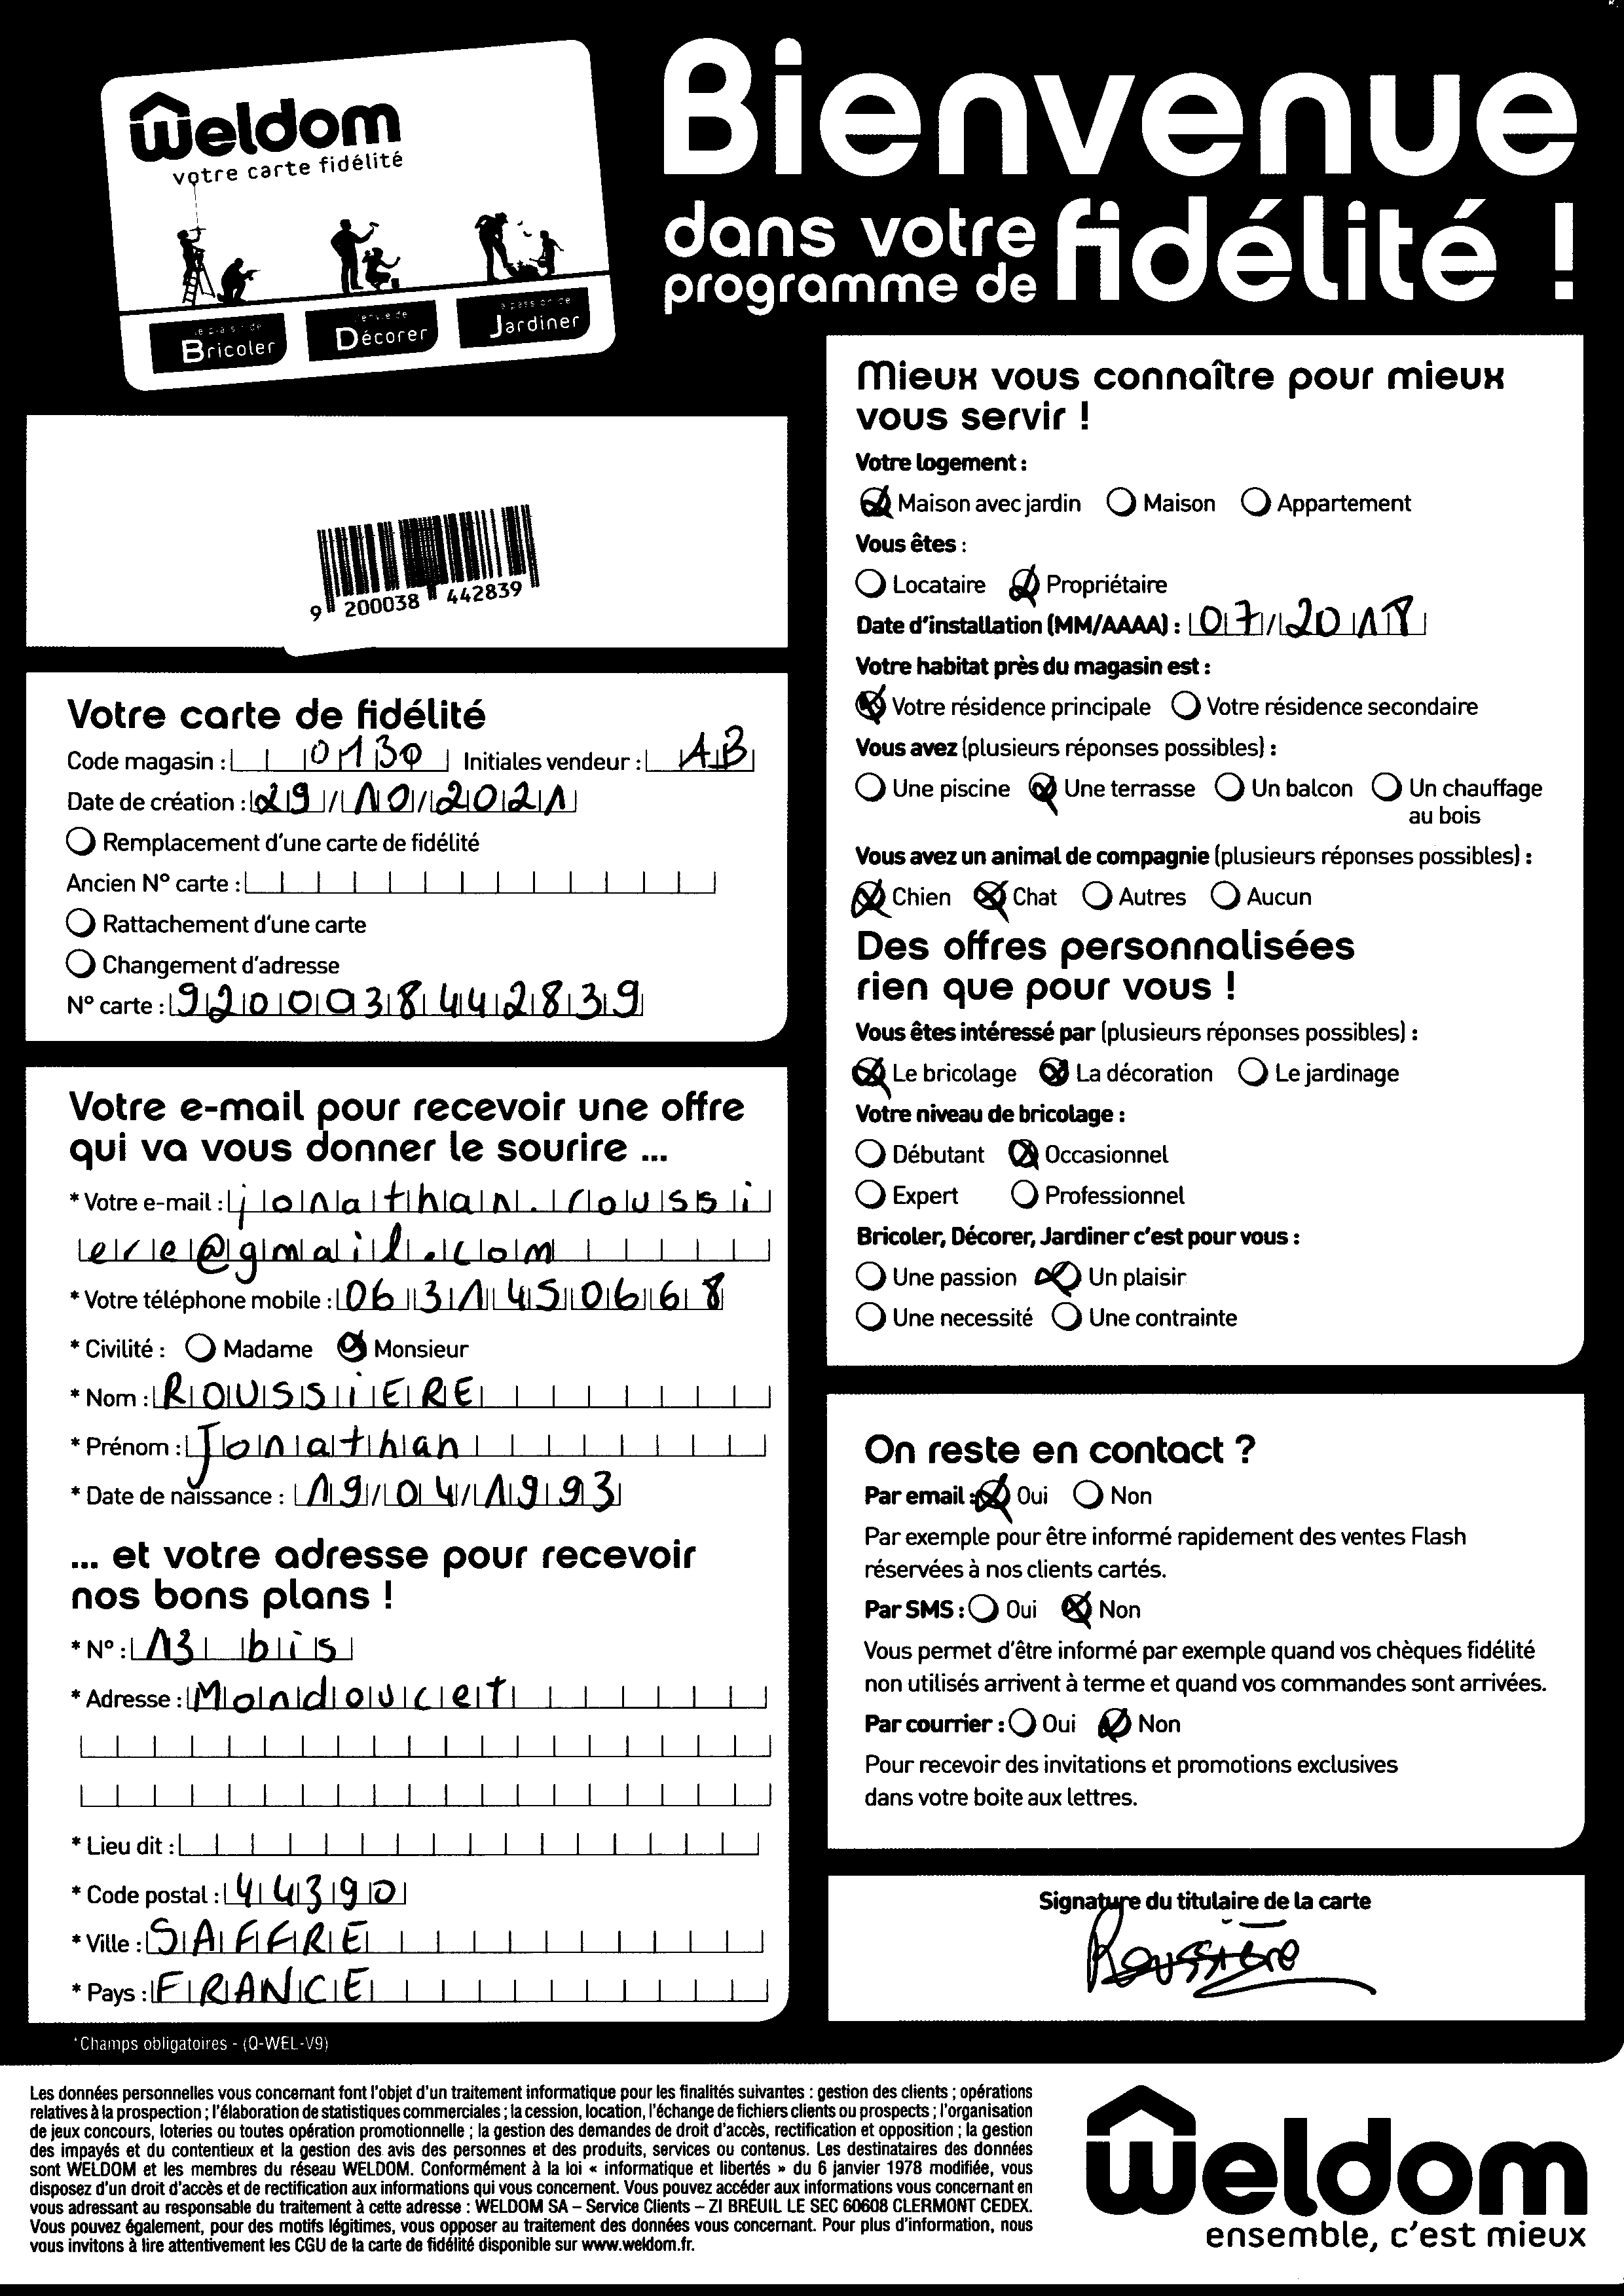 Weldom
votre carte fidélité
Bricoler
Décorer
la passion de
Jardiner
Bienvenue
dans votre
programme de
fidélité !
9 200038 442839
Votre carte de fidélité
Code magasin : 0130 Initiales vendeur : AB
Date de création : 29/10/2021
Remplacement d'une carte de fidélité
Ancien N° carte :
Rattachement d'une carte
Changement d'adresse
N° carte : 9200038442839
Votre e-mail pour recevoir une offre
qui va vous donner le sourire ...
* Votre e-mail : jonathan.roussi
ere@gmail.com
* Votre téléphone mobile : 06 31 45 06 68
* Civilité : Madame Monsieur
* Nom : ROUSSIERE
* Prénom : Jonathan
* Date de naissance : 19/04/1993
... et votre adresse pour recevoir
nos bons plans !
* N° : 13 bis
* Adresse : Mondoucet
* Lieu dit :
* Code postal : 44390
* Ville : SAFFRE
* Pays : FRANCE
*Champs obligatoires - (Q-WEL-V9)
Mieux vous connaître pour mieux
vous servir !
Votre logement :
Maison avec jardin Maison Appartement
Vous êtes :
Locataire Propriétaire
Date d'installation (MM/AAAA) : 07/2018
Votre habitat près du magasin est :
Votre résidence principale Votre résidence secondaire
Vous avez (plusieurs réponses possibles) :
Une piscine Une terrasse Un balcon Un chauffage
au bois
Vous avez un animal de compagnie (plusieurs réponses possibles) :
Chien Chat Autres Aucun
Des offres personnalisées
rien que pour vous !
Vous êtes intéressé par (plusieurs réponses possibles) :
Le bricolage La décoration Le jardinage
Votre niveau de bricolage :
Débutant Occasionnel
Expert Professionnel
Bricoler, Décorer, Jardiner c'est pour vous :
Une passion Un plaisir
Une necessité Une contrainte
On reste en contact ?
Par email : Oui Non
Par exemple pour être informé rapidement des ventes Flash
réservées à nos clients cartés.
Par SMS : Oui Non
Vous permet d'être informé par exemple quand vos chèques fidélité
non utilisés arrivent à terme et quand vos commandes sont arrivées.
Par courrier : Oui Non
Pour recevoir des invitations et promotions exclusives
dans votre boite aux lettres.
Signature du titulaire de la carte
Roussiere
Les données personnelles vous concernant font l'objet d'un traitement informatique pour les finalités suivantes : gestion des clients ; opérations
relatives à la prospection ; l'élaboration de statistiques commerciales ; la cession, location, l'échange de fichiers clients ou prospects ; l'organisation
de jeux concours, loteries ou toutes opération promotionnelle ; la gestion des demandes de droit d'accès, rectification et opposition ; la gestion
des impayés et du contentieux et la gestion des avis des personnes et des produits, services ou contenus. Les destinataires des données
sont WELDOM et les membres du réseau WELDOM. Conformément à la loi « informatique et libertés » du 6 janvier 1978 modifiée, vous
disposez d'un droit d'accès et de rectification aux informations qui vous concernent. Vous pouvez accéder aux informations vous concernant en
vous adressant au responsable du traitement à cette adresse : WELDOM SA – Service Clients – ZI BREUIL LE SEC 60608 CLERMONT CEDEX.
Vous pouvez également, pour des motifs légitimes, vous opposer au traitement des données vous concernant. Pour plus d'information, nous
vous invitons à lire attentivement les CGU de la carte de fidélité disponible sur www.weldom.fr.
Weldom
ensemble, c'est mieux